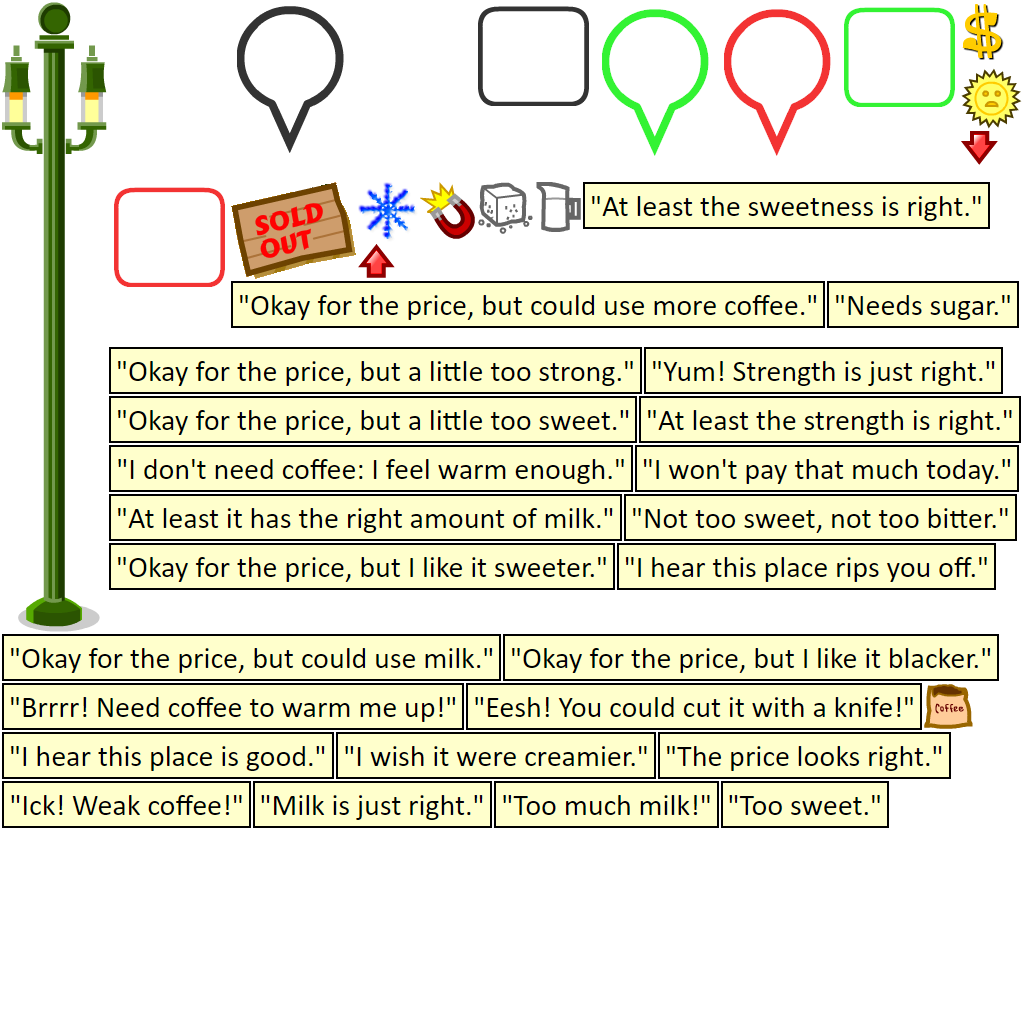 $
SOLD
OUT
"At least the sweetness is right."
"Okay for the price, but could use more coffee." "Needs sugar."
"Okay for the price, but a little too strong." "Yum! Strength is just right."
"Okay for the price, but a little too sweet." "At least the strength is right."
"I don't need coffee: I feel warm enough." "I won't pay that much today."
"At least it has the right amount of milk." "Not too sweet, not too bitter."
"Okay for the price, but I like it sweeter." "I hear this place rips you off."
"Okay for the price, but could use milk." "Okay for the price, but I like it blacker."
"Brrrr! Need coffee to warm me up!" "Eesh! You could cut it with a knife!" Coffee
"I hear this place is good." "I wish it were creamier." "The price looks right."
"Ick! Weak coffee!" "Milk is just right." "Too much milk!" "Too sweet."